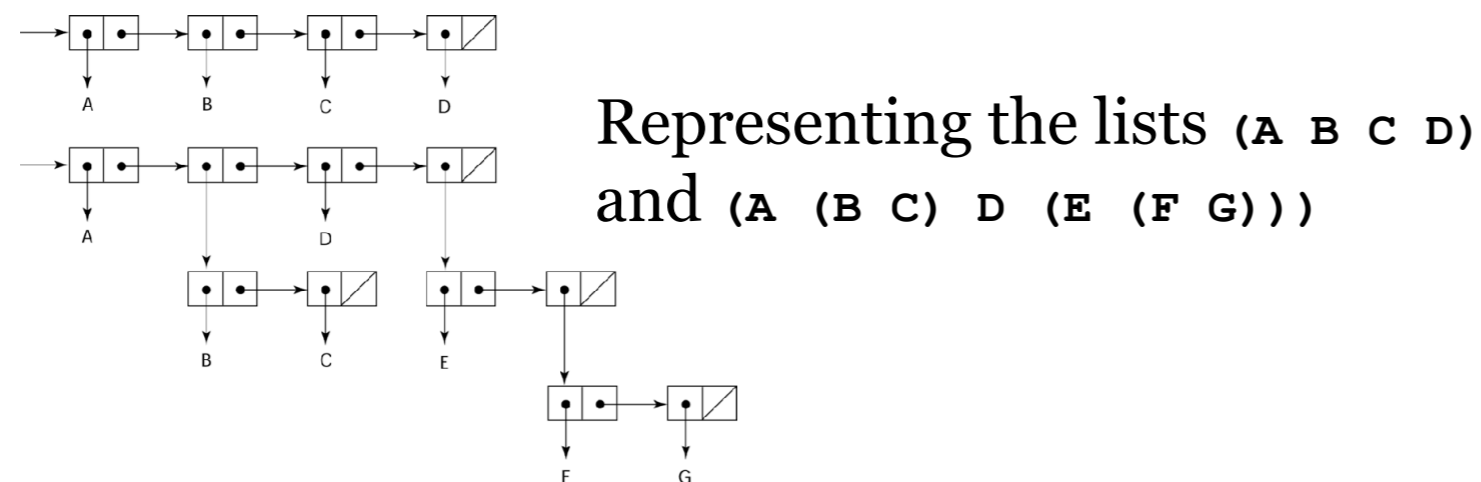 A B C D
Representing the lists (A B C D)
and (A (B C) D (E (F G)))
A D
B C E
F G